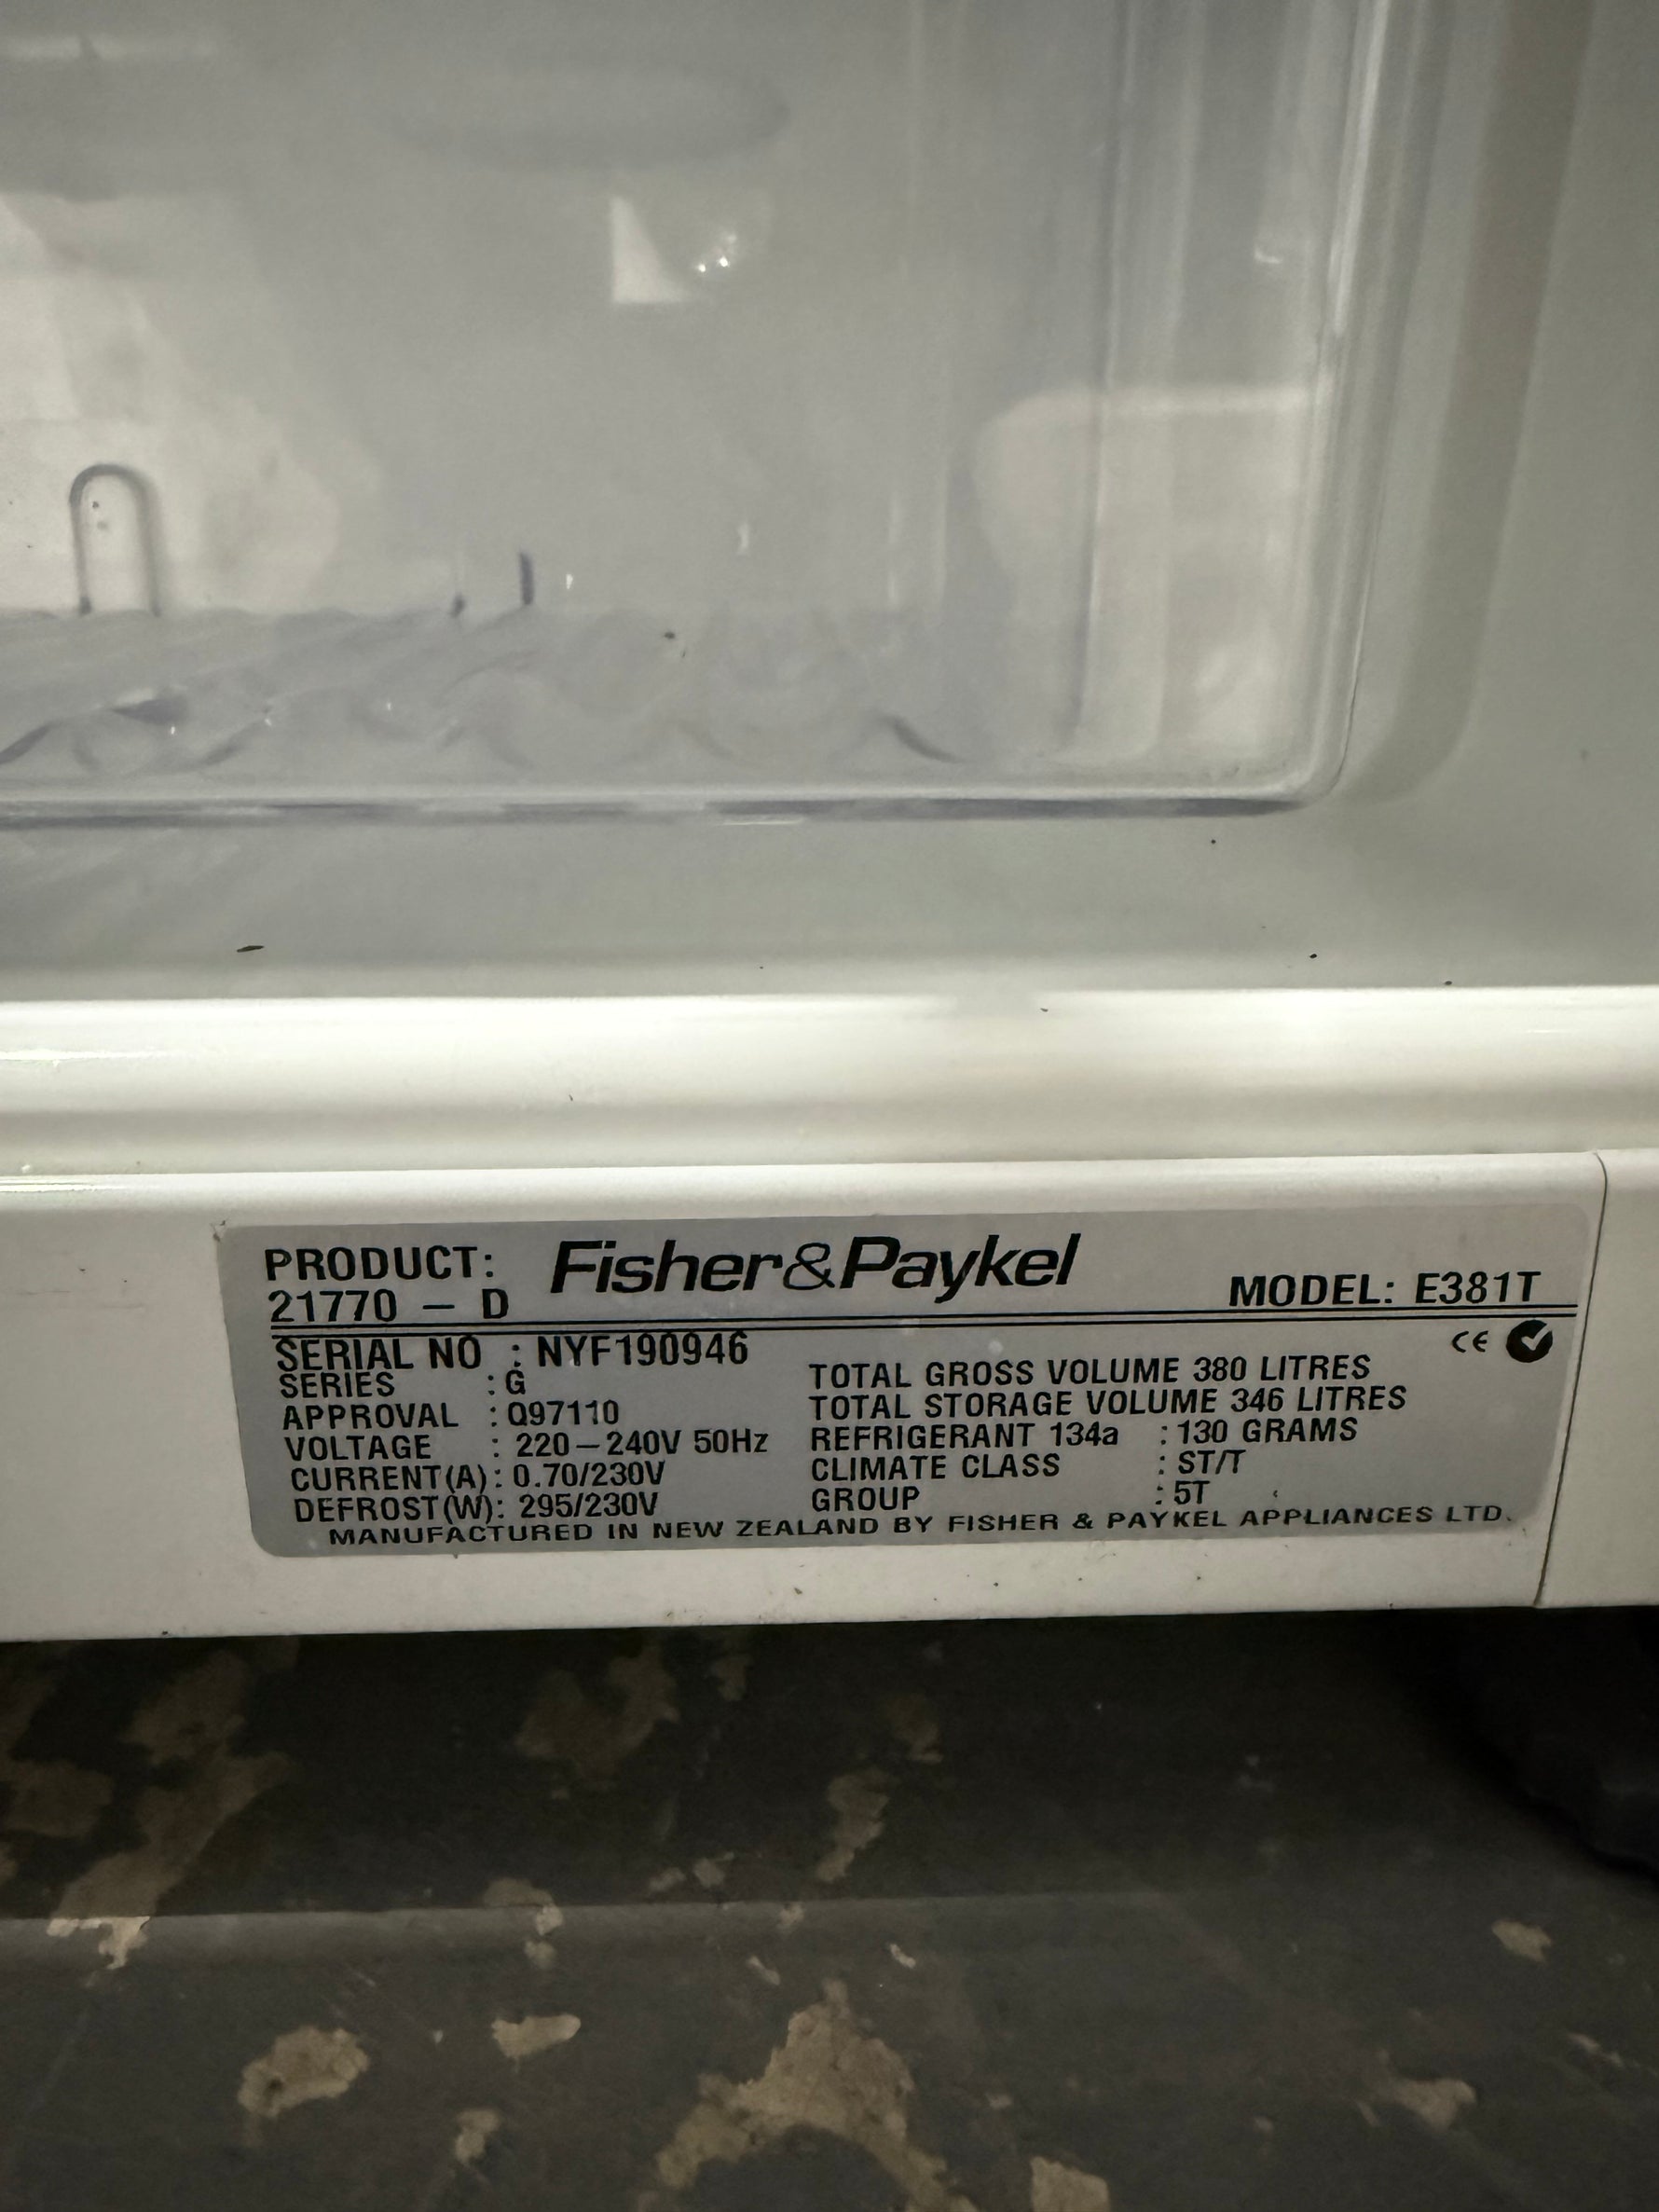 PRODUCT: Fisher&Paykel
21770 – D MODEL: E381T
SERIAL NO : NYF190946
SERIES : G
APPROVAL : Q97110
VOLTAGE : 220–240V 50Hz
CURRENT(A): 0.70/230V
DEFROST(W): 295/230V
CE
TOTAL GROSS VOLUME 380 LITRES
TOTAL STORAGE VOLUME 346 LITRES
REFRIGERANT 134a : 130 GRAMS
CLIMATE CLASS : ST/T
GROUP : 5T
MANUFACTURED IN NEW ZEALAND BY FISHER & PAYKEL APPLIANCES LTD.